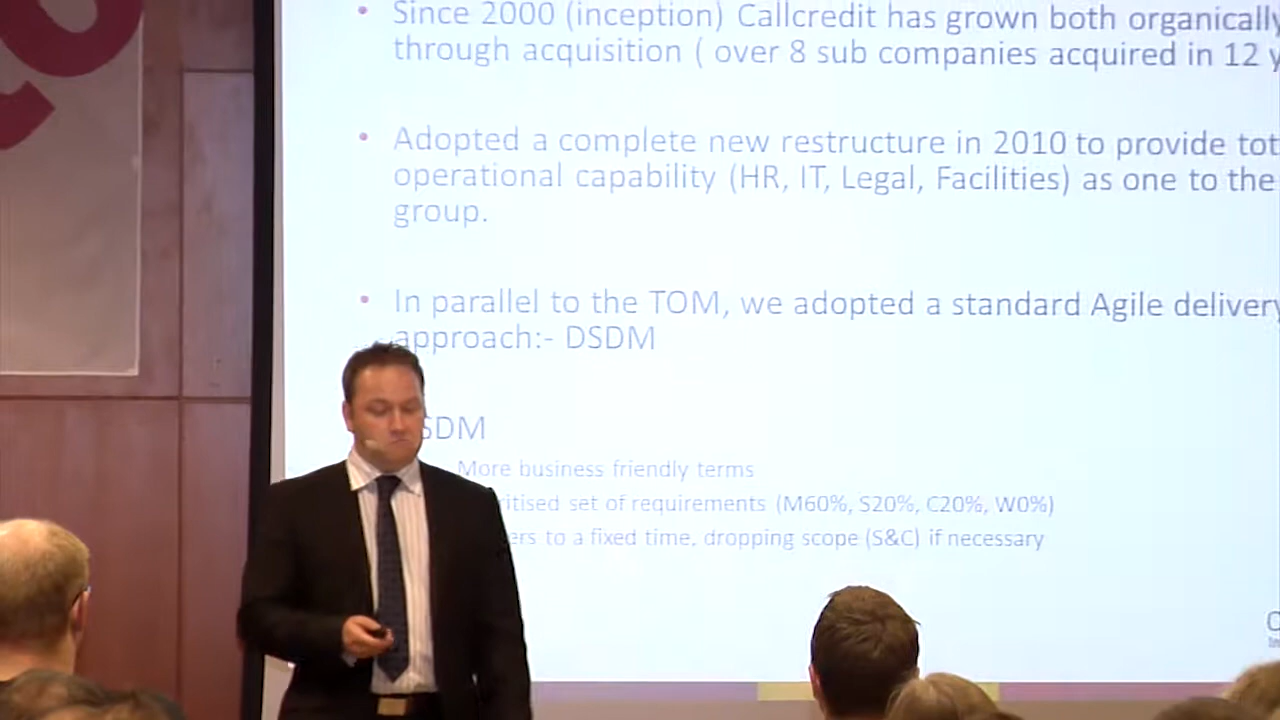 • Since 2000 (inception) Callcredit has grown both organically
through acquisition ( over 8 sub companies acquired in 12
• Adopted a complete new restructure in 2010 to provide
operational capability (HR, IT, Legal, Facilities) as one to the
group.
• In parallel to the TOM, we adopted a standard Agile delivery
approach:- DSDM
SDM
More business friendly terms
set of requirements (M60%, S20%, C20%, W0%)
to a fixed time, dropping scope (S&C) if necessary